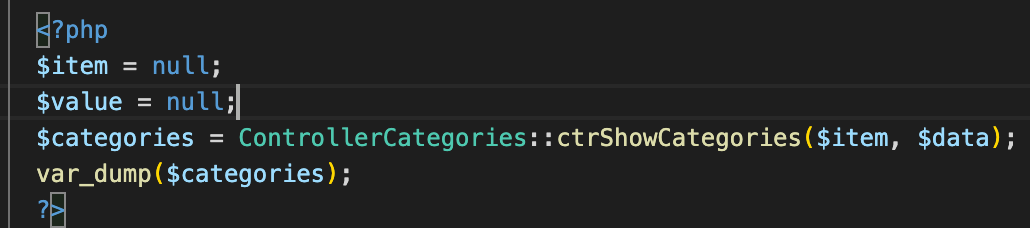 <?php
$item = null;
$value = null;
$categories = ControllerCategories::ctrShowCategories($item, $data);
var_dump($categories);
?>